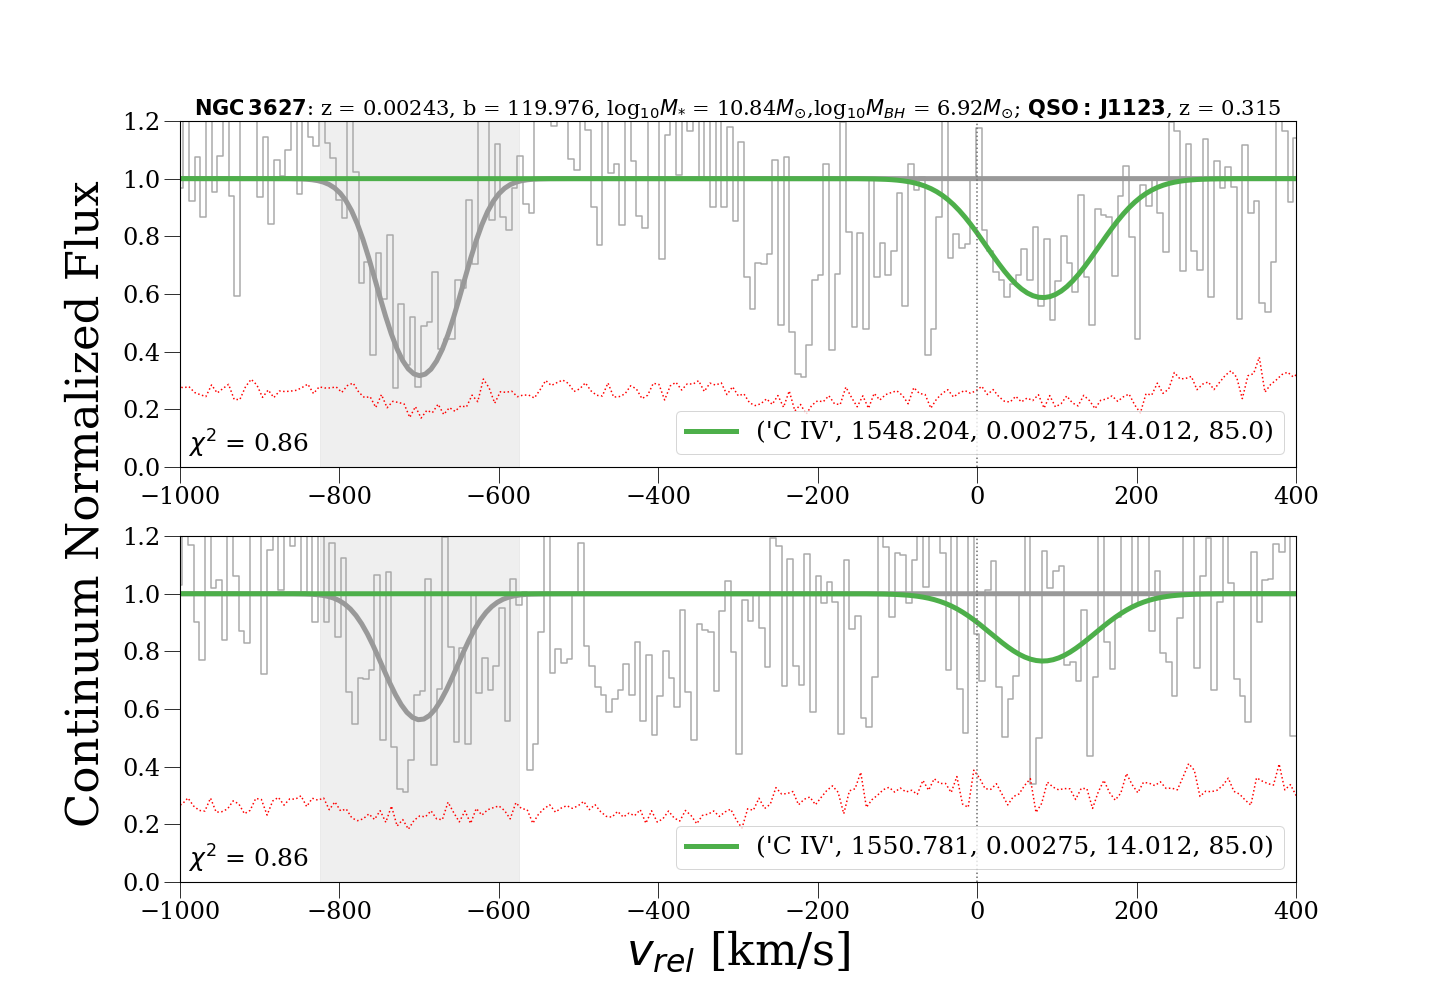 NGC 3627: z = 0.00243, b = 119.976, log₁₀M* = 10.84M⊙,log₁₀M_BH = 6.92M⊙; QSO: J1123, z = 0.315
Continuum Normalized Flux
1.2
1.0
0.8
0.6
0.4
0.2
0.0
χ² = 0.86
('C IV', 1548.204, 0.00275, 14.012, 85.0)
−1000 −800 −600 −400 −200 0 200 400
1.2
1.0
0.8
0.6
0.4
0.2
0.0
χ² = 0.86
('C IV', 1550.781, 0.00275, 14.012, 85.0)
−1000 −800 −600 −400 −200 0 200 400
v_rel [km/s]